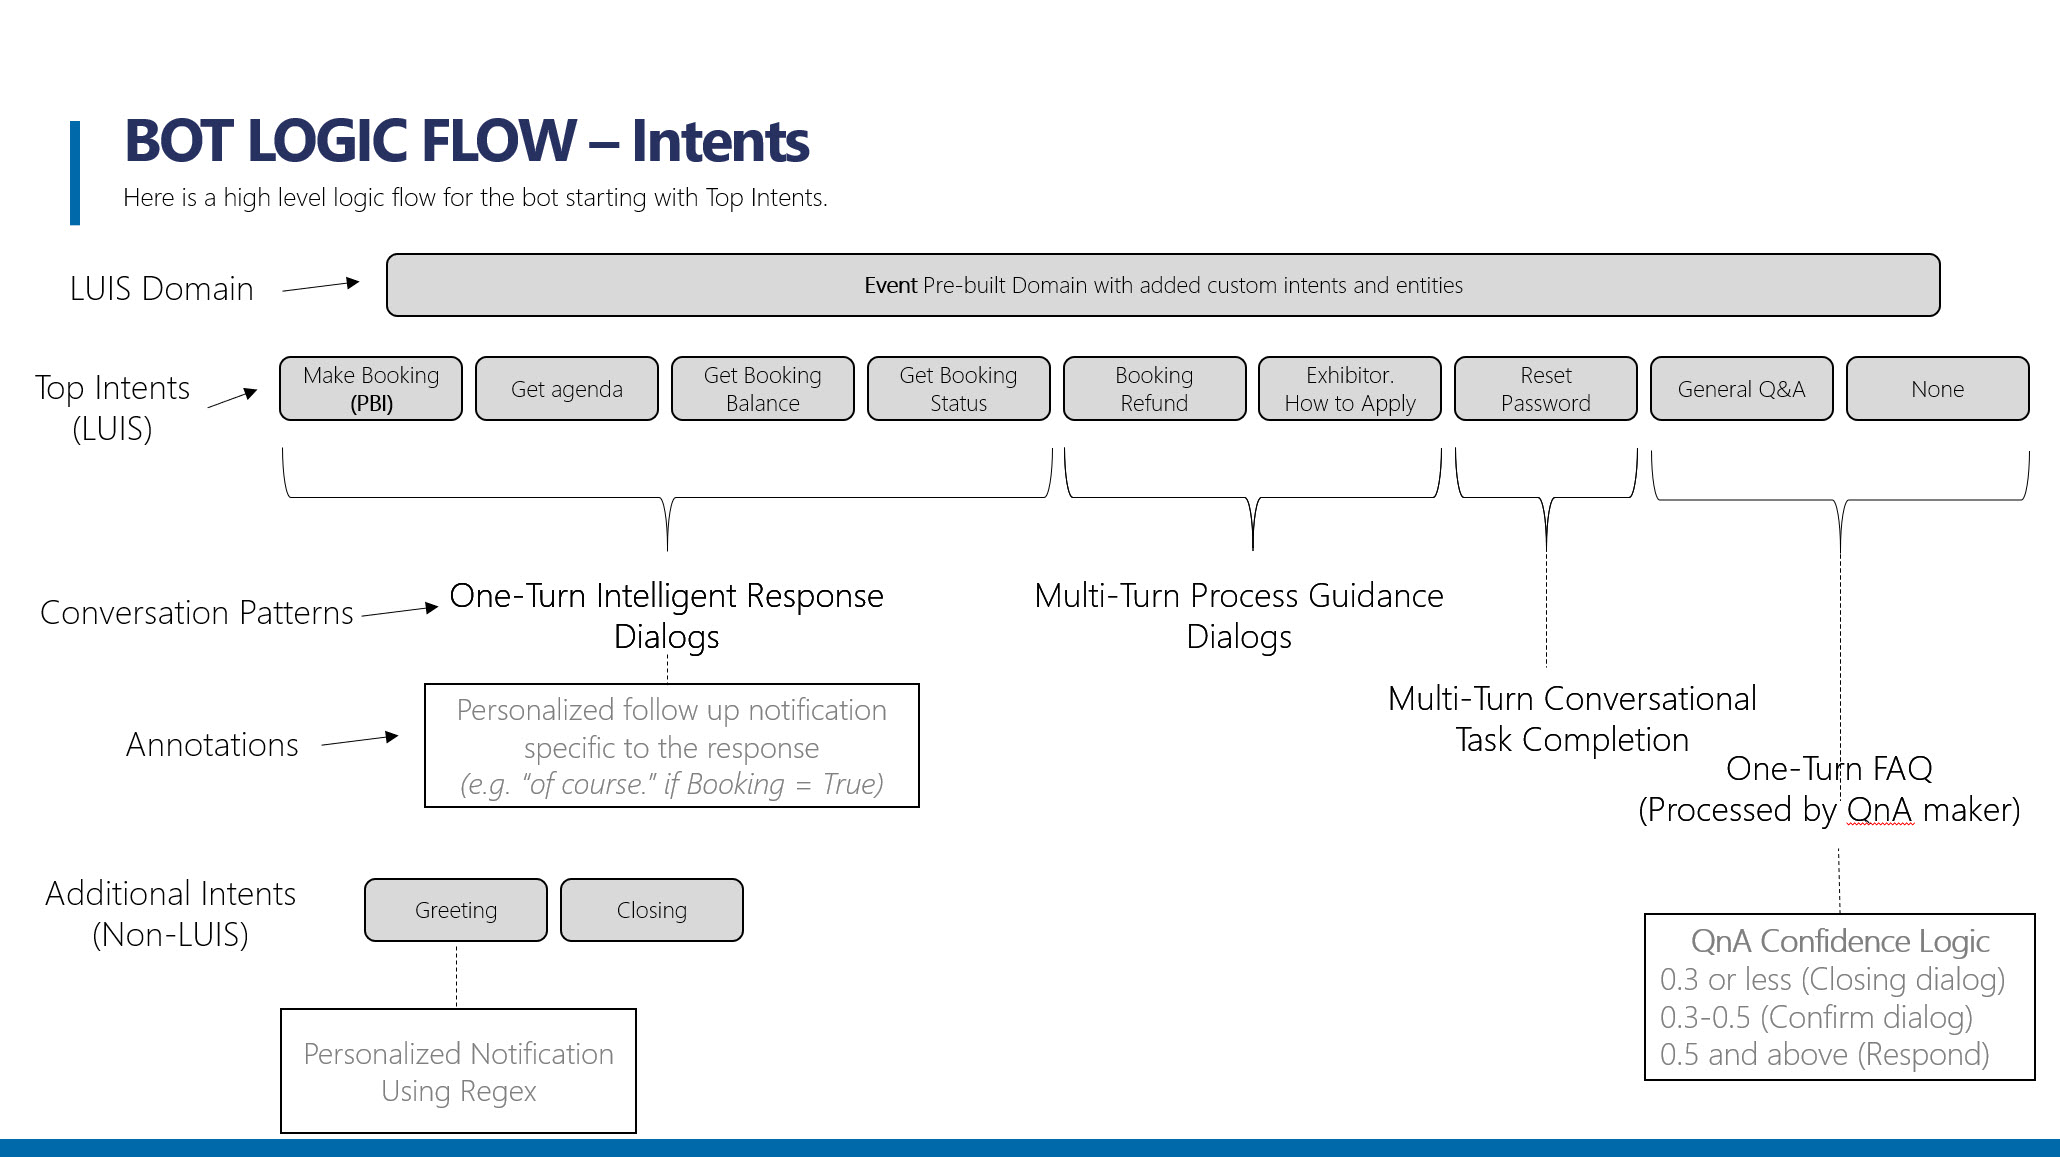 BOT LOGIC FLOW – Intents
Here is a high level logic flow for the bot starting with Top Intents.
LUIS Domain
Event Pre-built Domain with added custom intents and entities
Top Intents
(LUIS)
Make Booking
(PBI)
Get agenda
Get Booking
Balance
Get Booking
Status
Booking
Refund
Exhibitor.
How to Apply
Reset
Password
General Q&A
None
Conversation Patterns
One-Turn Intelligent Response
Dialogs
Multi-Turn Process Guidance
Dialogs
Multi-Turn Conversational
Task Completion
One-Turn FAQ
(Processed by QnA maker)
Annotations
Personalized follow up notification
specific to the response
(e.g. “of course.” if Booking = True)
Additional Intents
(Non-LUIS)
Greeting
Closing
Personalized Notification
Using Regex
QnA Confidence Logic
0.3 or less (Closing dialog)
0.3-0.5 (Confirm dialog)
0.5 and above (Respond)